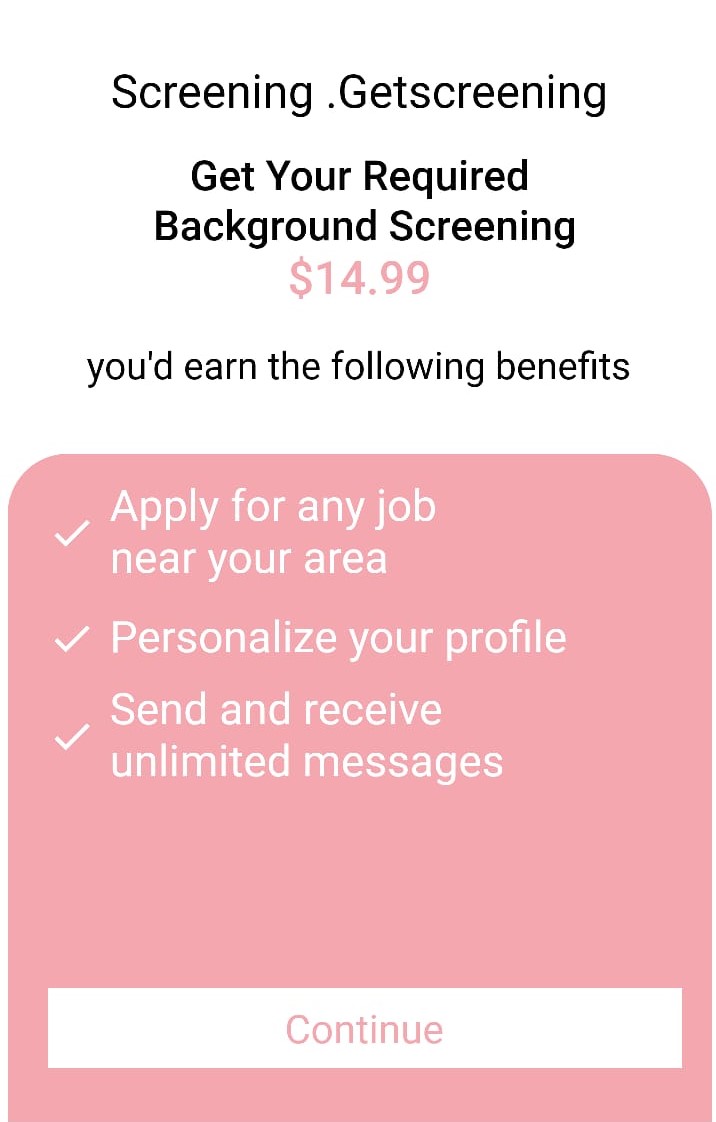 Screening .Getscreening
Get Your Required
Background Screening
$14.99
you'd earn the following benefits
Apply for any job
near your area
Personalize your profile
Send and receive
unlimited messages
Continue